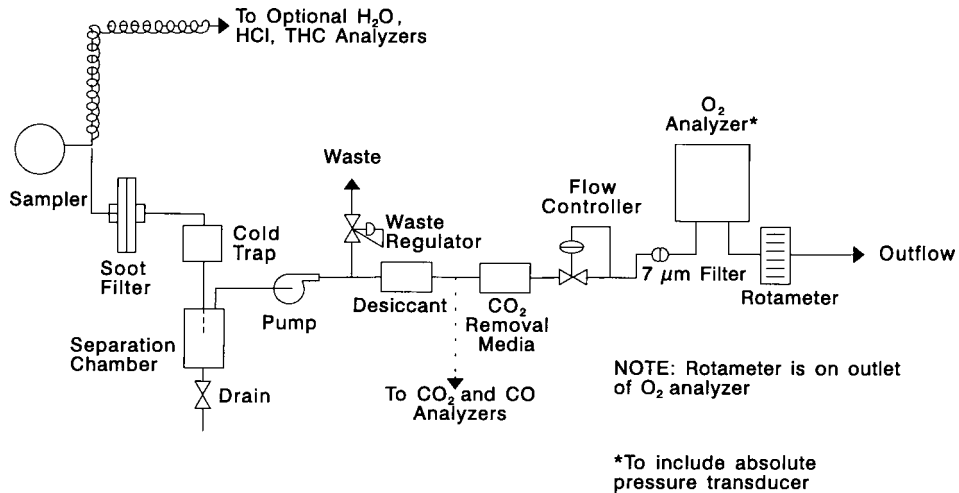 To Optional H₂O,
HCl, THC Analyzers
Sampler
Soot
Filter
Cold
Trap
Separation
Chamber
Drain
Pump
Waste
Waste
Regulator
Desiccant
To CO₂ and CO
Analyzers
CO₂
Removal
Media
Flow
Controller
7 μm Filter
O₂
Analyzer*
Rotameter
Outflow
NOTE: Rotameter is on outlet
of O₂ analyzer
*To include absolute
pressure transducer